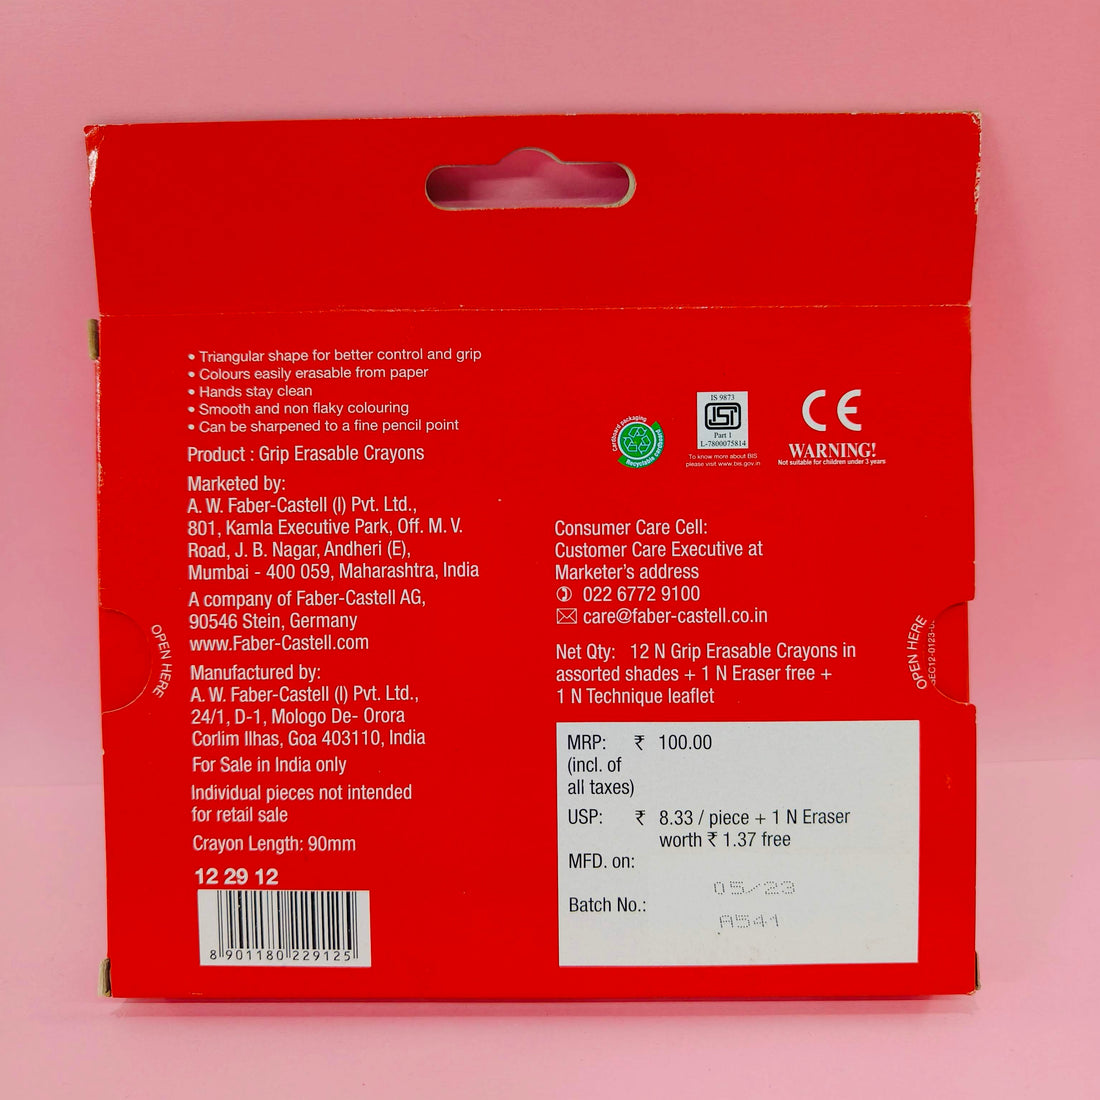 • Triangular shape for better control and grip
• Colours easily erasable from paper
• Hands stay clean
• Smooth and non flaky colouring
• Can be sharpened to a fine pencil point
Product : Grip Erasable Crayons
Marketed by:
A. W. Faber-Castell (I) Pvt. Ltd.,
801, Kamla Executive Park, Off. M. V.
Road, J. B. Nagar, Andheri (E),
Mumbai - 400 059, Maharashtra, India
A company of Faber-Castell AG,
90546 Stein, Germany
www.Faber-Castell.com
Manufactured by:
A. W. Faber-Castell (I) Pvt. Ltd.,
24/1, D-1, Mologo De- Orora
Corlim Ilhas, Goa 403110, India
For Sale in India only
Individual pieces not intended
for retail sale
Crayon Length: 90mm
12 29 12
8 901180 229125
OPEN HERE
Cardboard packaging
Recyclable cardboard
IS 9873
ISI
Part 1
L-7800075814
To know more about BIS
please visit www.bis.gov.in
CE
WARNING!
Not suitable for children under 3 years
Consumer Care Cell:
Customer Care Executive at
Marketer's address
022 6772 9100
care@faber-castell.co.in
Net Qty: 12 N Grip Erasable Crayons in
assorted shades + 1 N Eraser free +
1 N Technique leaflet
OPEN HERE
MRP: ₹ 100.00
(incl. of
all taxes)
USP: ₹ 8.33 / piece + 1 N Eraser
worth ₹ 1.37 free
MFD. on:
05/23
Batch No.:
A541